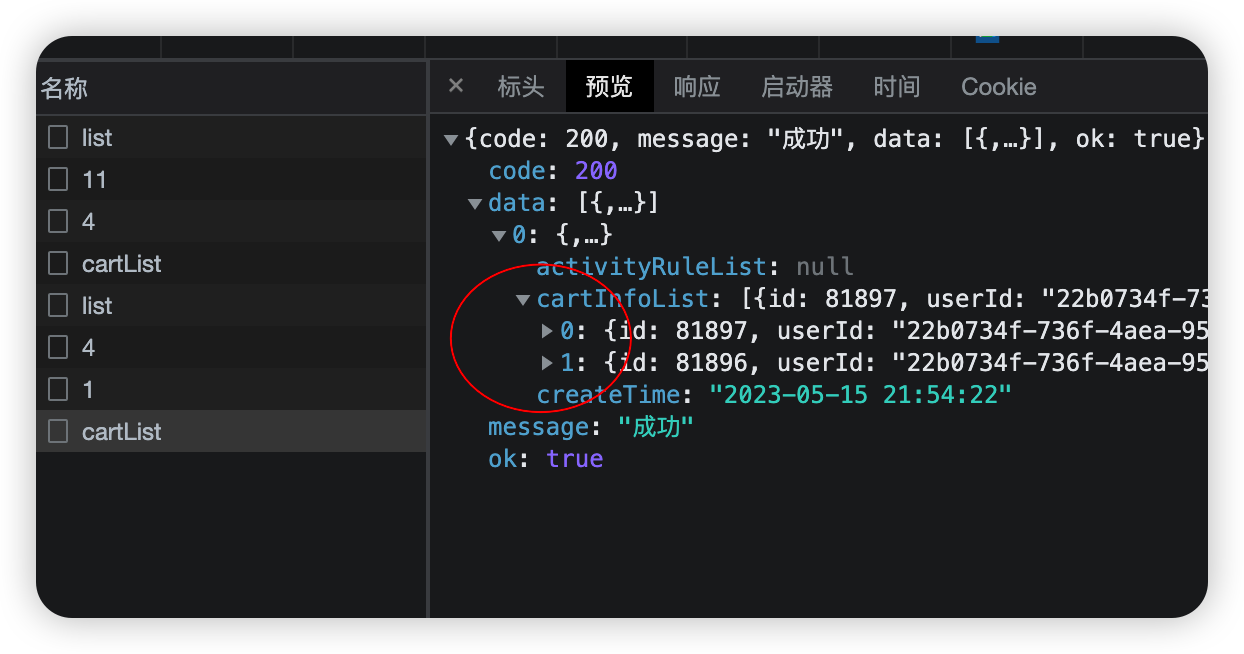 名称
list
11
4
cartList
list
4
1
cartList
× 标头 预览 响应 启动器 时间 Cookie
{code: 200, message: "成功", data: [{,…}], ok: true}
code: 200
data: [{,…}]
0: {,…}
activityRuleList: null
cartInfoList: [{id: 81897, userId: "22b0734f-73
0: {id: 81897, userId: "22b0734f-736f-4aea-95
1: {id: 81896, userId: "22b0734f-736f-4aea-95
createTime: "2023-05-15 21:54:22"
message: "成功"
ok: true